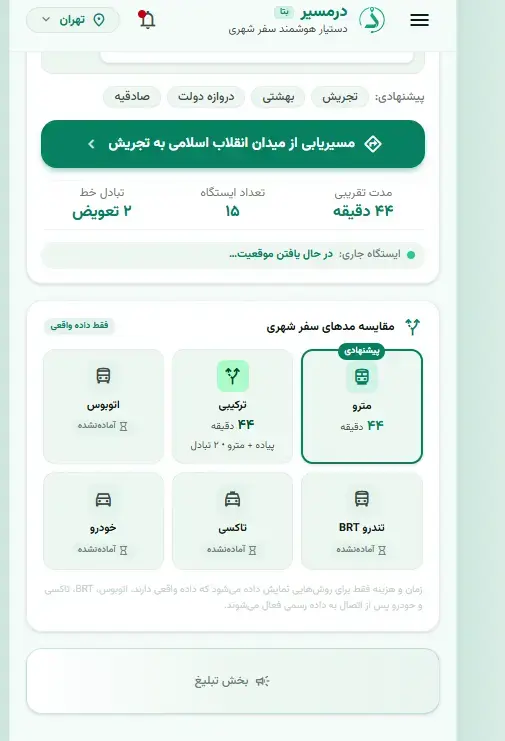 درمسیر بتا
دستیار هوشمند سفر شهری
تهران
پیشنهادی: تجریش بهشتی دروازه دولت صادقیه
مسیریابی از میدان انقلاب اسلامی به تجریش
مدت تقریبی تعداد ایستگاه تبادل خط
۴۴ دقیقه ۱۵ ۲ تعویض
ایستگاه جاری: در حال یافتن موقعیت...
مقایسه مدهای سفر شهری فقط داده واقعی
پیشنهادی
مترو
۴۴ دقیقه
ترکیبی
۴۴ دقیقه
پیاده + مترو • ۲ تبادل
اتوبوس
آماده‌نشده
تندرو BRT
آماده‌نشده
تاکسی
آماده‌نشده
خودرو
آماده‌نشده
زمان و هزینه فقط برای روش‌هایی نمایش داده می‌شود که داده واقعی دارند. اتوبوس، BRT، تاکسی
و خودرو پس از اتصال به داده رسمی فعال می‌شوند.
بخش تبلیغ